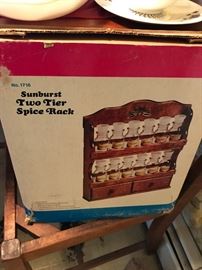 No. 1716
Sunburst
Two Tier
Spice Rack